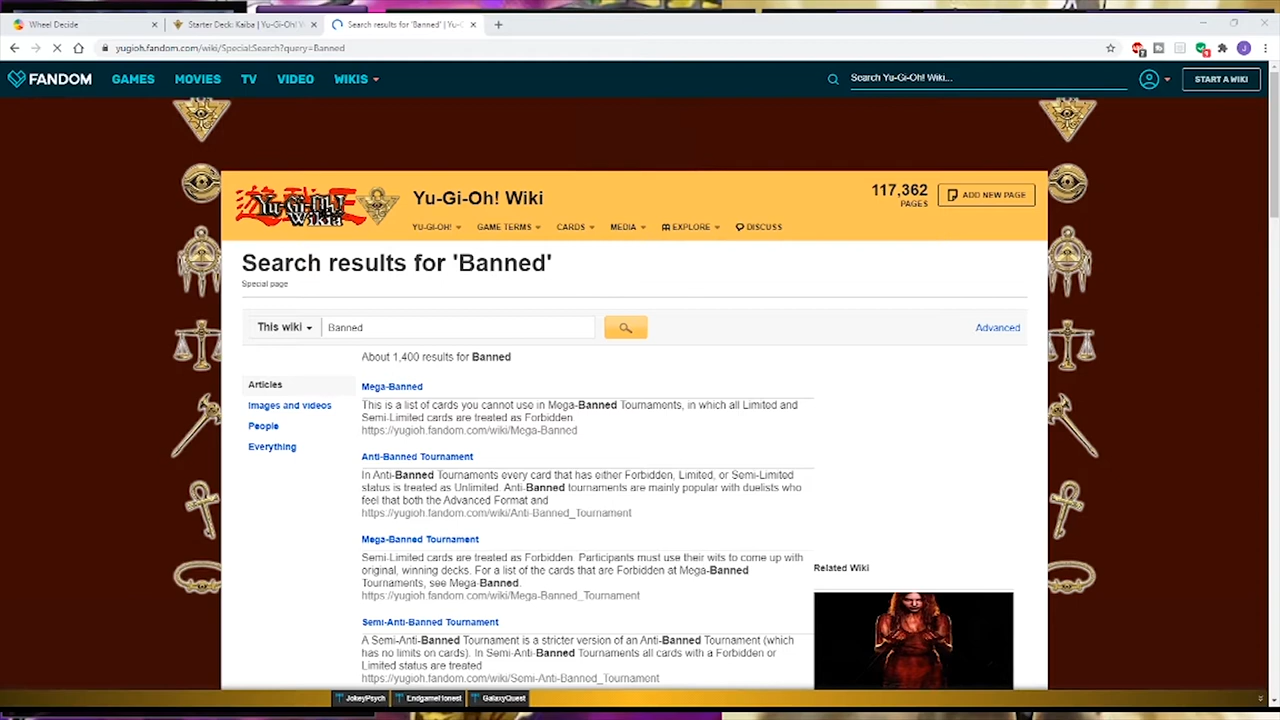 Wheel Decide
Starter Deck: Kaiba | Yu-Gi-Oh! W
Search results for 'Banned' | Yu-G
yugioh.fandom.com/wiki/Special:Search?query=Banned
FANDOM GAMES MOVIES TV VIDEO WIKIS Search Yu-Gi-Oh! Wiki... START A WIKI
遊戯王
Yu-Gi-Oh!
Wikia
Yu-Gi-Oh! Wiki
117,362
PAGES
ADD NEW PAGE
YU-GI-OH! GAME TERMS CARDS MEDIA EXPLORE DISCUSS
Search results for 'Banned'
Special page
This wiki Banned Advanced
About 1,400 results for Banned
Articles
Images and videos
People
Everything
Mega-Banned
This is a list of cards you cannot use in Mega-Banned Tournaments, in which all Limited and
Semi-Limited cards are treated as Forbidden.
https://yugioh.fandom.com/wiki/Mega-Banned
Anti-Banned Tournament
In Anti-Banned Tournaments every card that has either Forbidden, Limited, or Semi-Limited
status is treated as Unlimited. Anti-Banned tournaments are mainly popular with duelists who
feel that both the Advanced Format and
https://yugioh.fandom.com/wiki/Anti-Banned_Tournament
Mega-Banned Tournament
Semi-Limited cards are treated as Forbidden. Participants must use their wits to come up with
original, winning decks. For a list of the cards that are Forbidden at Mega-Banned
Tournaments, see Mega-Banned.
https://yugioh.fandom.com/wiki/Mega-Banned_Tournament
Semi-Anti-Banned Tournament
A Semi-Anti-Banned Tournament is a stricter version of an Anti-Banned Tournament (which
has no limits on cards). In Semi-Anti-Banned Tournaments all cards with a Forbidden or
Limited status are treated
https://yugioh.fandom.com/wiki/Semi-Anti-Banned_Tournament
Related Wiki
JokeyPsych EndgameHonest GalaxyQuest